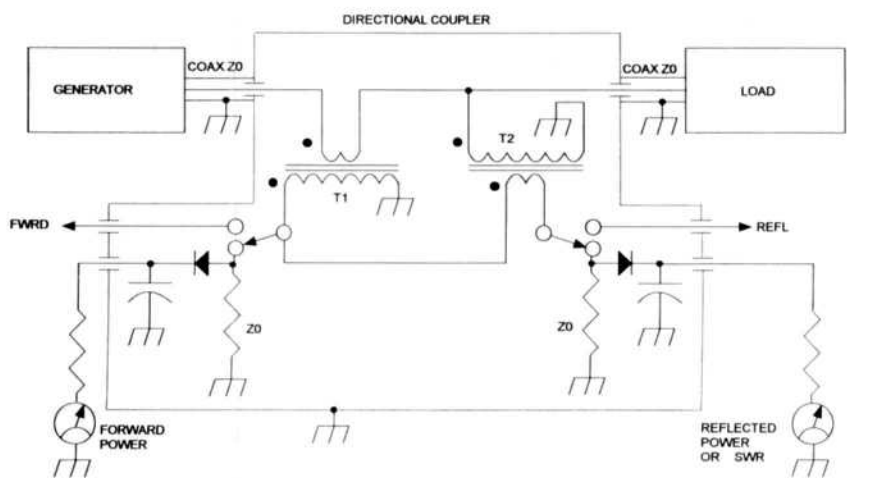 DIRECTIONAL COUPLER
GENERATOR
COAX Z0
COAX Z0
LOAD
T2
T1
FWRD
REFL
Z0
Z0
FORWARD
POWER
REFLECTED
POWER
OR SWR